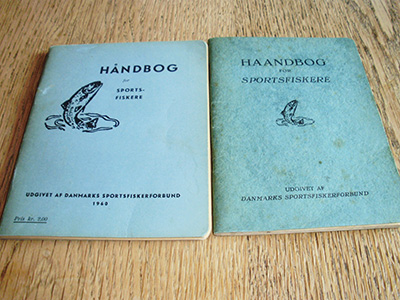 HÅNDBOG
for
SPORTS-
FISKERE
UDGIVET AF DANMARKS SPORTSFISKERFORBUND
1960
Pris kr. 3,00
HAANDBOG
FOR
SPORTSFISKERE
UDGIVET AF
DANMARKS SPORTSFISKERFORBUND